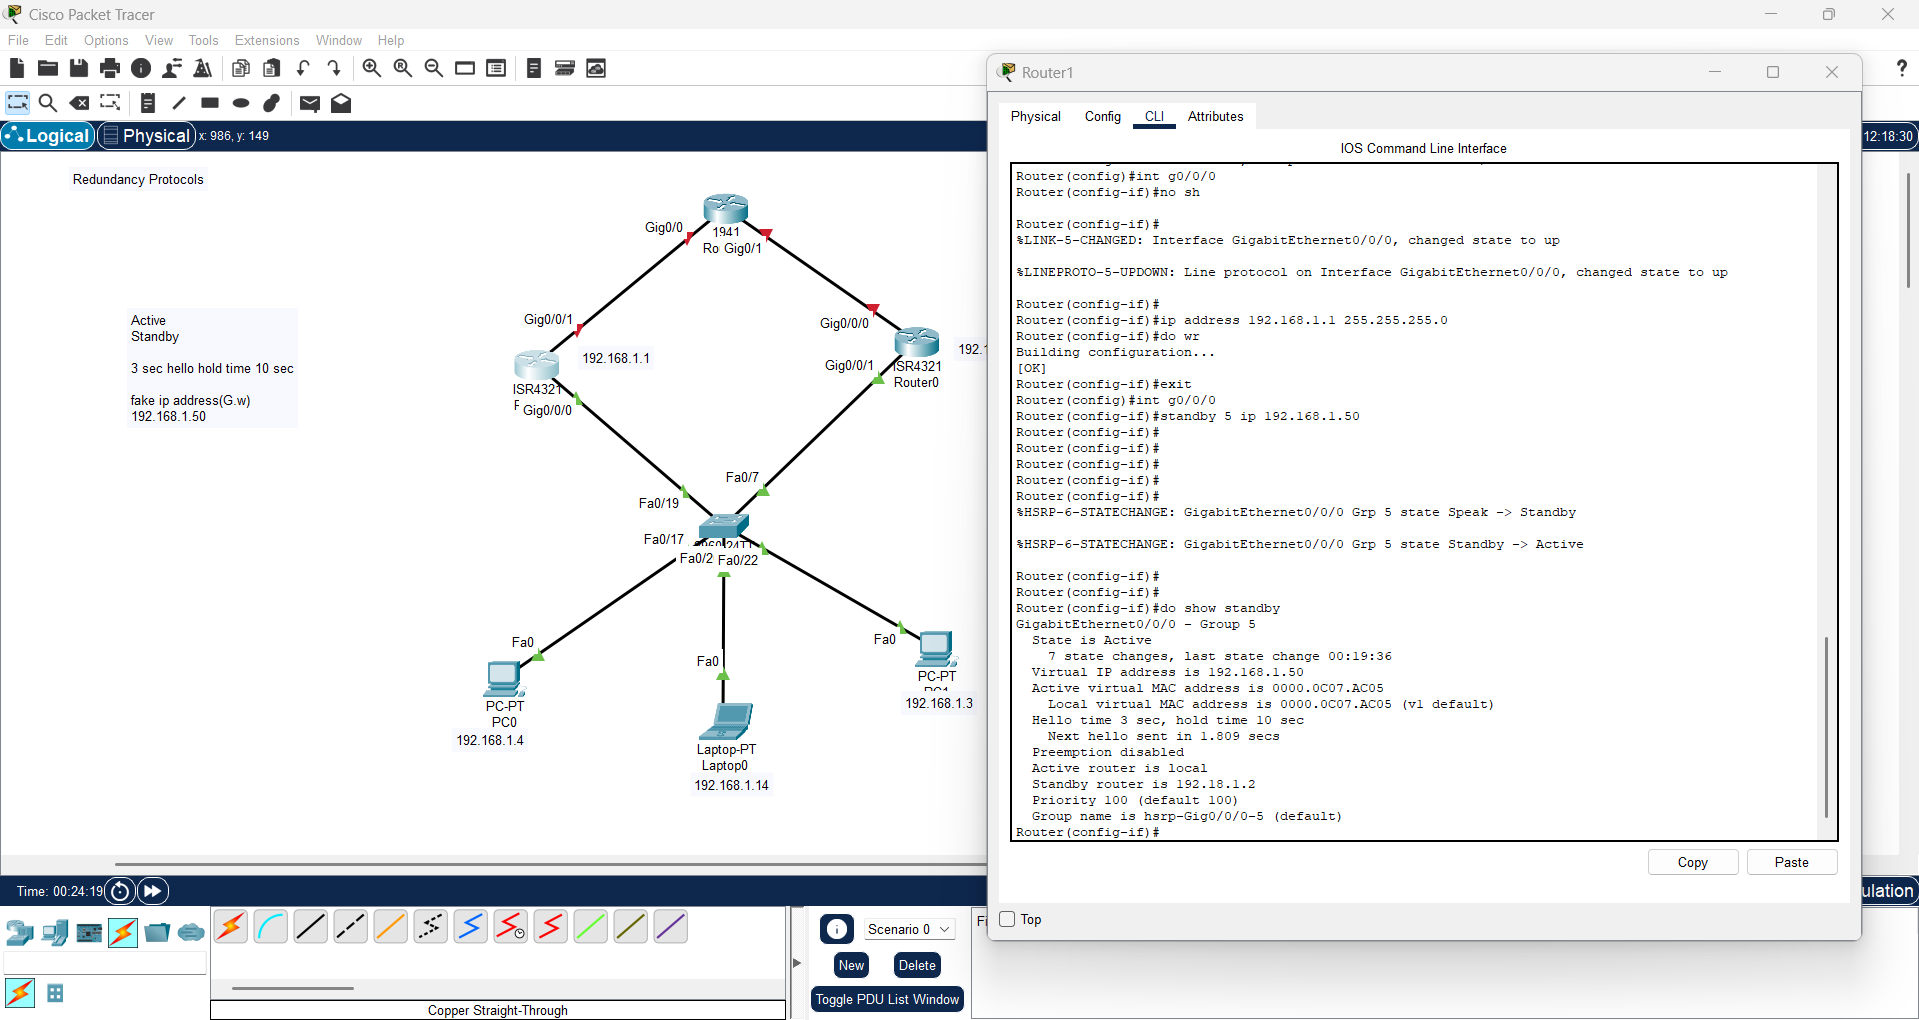 Cisco Packet Tracer
File Edit Options View Tools Extensions Window Help
Logical Physical x: 986, y: 149
12:18:30
Redundancy Protocols
Active
Standby
3 sec hello hold time 10 sec
fake ip address(G.w)
192.168.1.50
Gig0/0
1941
Ro Gig0/1
Gig0/0/1
192.168.1.1
ISR4321
Gig0/0/0
Gig0/0/0
192.1
Gig0/0/1
ISR4321
Router0
Fa0/7
Fa0/19
Fa0/17
Fa0/2 Fa0/22
Fa0
Fa0
Fa0
PC-PT
PC0
192.168.1.4
Laptop-PT
Laptop0
192.168.1.14
PC-PT
192.168.1.3
Router1
Physical Config CLI Attributes
IOS Command Line Interface
Router(config)#int g0/0/0
Router(config-if)#no sh
Router(config-if)#
%LINK-5-CHANGED: Interface GigabitEthernet0/0/0, changed state to up
%LINEPROTO-5-UPDOWN: Line protocol on Interface GigabitEthernet0/0/0, changed state to up
Router(config-if)#
Router(config-if)#ip address 192.168.1.1 255.255.255.0
Router(config-if)#do wr
Building configuration...
[OK]
Router(config-if)#exit
Router(config)#int g0/0/0
Router(config-if)#standby 5 ip 192.168.1.50
Router(config-if)#
Router(config-if)#
Router(config-if)#
Router(config-if)#
Router(config-if)#
%HSRP-6-STATECHANGE: GigabitEthernet0/0/0 Grp 5 state Speak -> Standby
%HSRP-6-STATECHANGE: GigabitEthernet0/0/0 Grp 5 state Standby -> Active
Router(config-if)#
Router(config-if)#
Router(config-if)#do show standby
GigabitEthernet0/0/0 - Group 5
State is Active
7 state changes, last state change 00:19:36
Virtual IP address is 192.168.1.50
Active virtual MAC address is 0000.0C07.AC05
Local virtual MAC address is 0000.0C07.AC05 (v1 default)
Hello time 3 sec, hold time 10 sec
Next hello sent in 1.809 secs
Preemption disabled
Active router is local
Standby router is 192.18.1.2
Priority 100 (default 100)
Group name is hsrp-Gig0/0/0-5 (default)
Router(config-if)#
Copy Paste
Top
Time: 00:24:19
ulation
Scenario 0
New Delete
Toggle PDU List Window
Fi
Copper Straight-Through